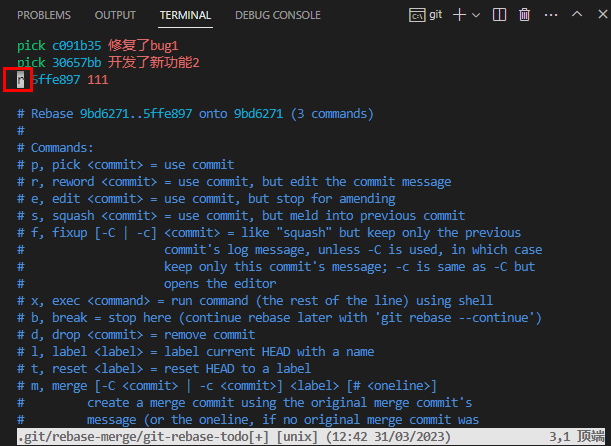 PROBLEMS OUTPUT TERMINAL DEBUG CONSOLE git
pick c091b35 修复了bug1
pick 30657bb 开发了新功能2
r 5ffe897 111
# Rebase 9bd6271..5ffe897 onto 9bd6271 (3 commands)
#
# Commands:
# p, pick <commit> = use commit
# r, reword <commit> = use commit, but edit the commit message
# e, edit <commit> = use commit, but stop for amending
# s, squash <commit> = use commit, but meld into previous commit
# f, fixup [-C | -c] <commit> = like "squash" but keep only the previous
# commit's log message, unless -C is used, in which case
# keep only this commit's message; -c is same as -C but
# opens the editor
# x, exec <command> = run command (the rest of the line) using shell
# b, break = stop here (continue rebase later with 'git rebase --continue')
# d, drop <commit> = remove commit
# l, label <label> = label current HEAD with a name
# t, reset <label> = reset HEAD to a label
# m, merge [-C <commit> | -c <commit>] <label> [# <oneline>]
# create a merge commit using the original merge commit's
# message (or the oneline, if no original merge commit was
.git/rebase-merge/git-rebase-todo[+] [unix] (12:42 31/03/2023) 3,1 顶端